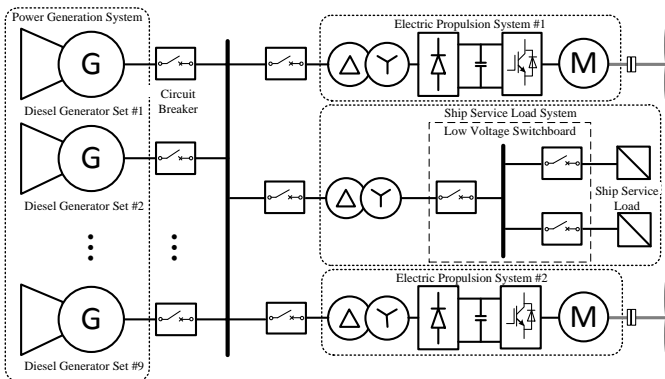 Power Generation System
Electric Propulsion System #1
G
M
Diesel Generator Set #1
Circuit
Breaker
Ship Service Load System
Low Voltage Switchboard
G
Diesel Generator Set #2
Ship Service
Load
Electric Propulsion System #2
G
M
Diesel Generator Set #9